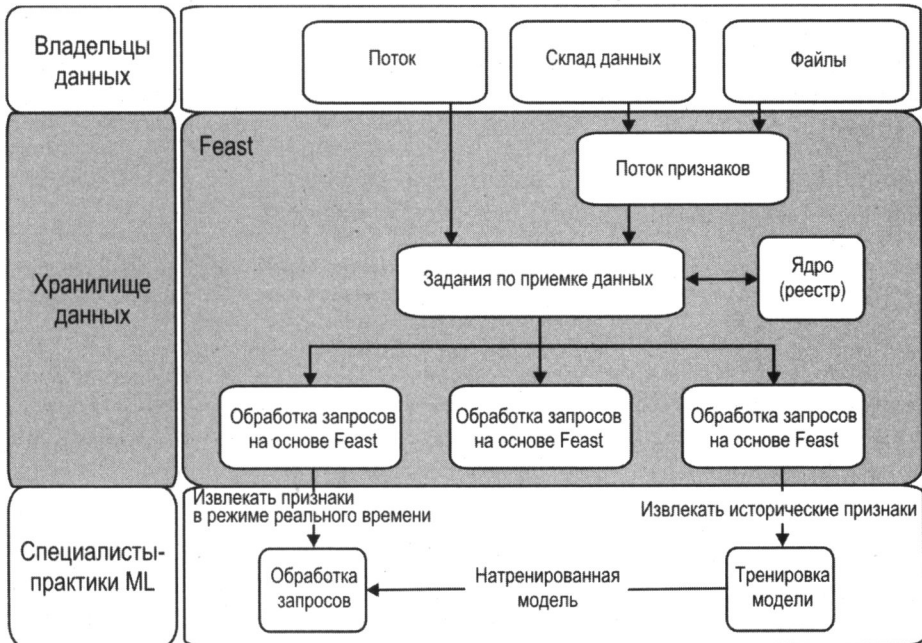 Владельцы
данных
Поток
Склад данных
Файлы
Хранилище
данных
Feast
Поток признаков
Задания по приемке данных
Ядро
(реестр)
Обработка запросов
на основе Feast
Обработка запросов
на основе Feast
Обработка запросов
на основе Feast
Специалисты-
практики ML
Извлекать признаки
в режиме реального времени
Извлекать исторические признаки
Обработка
запросов
Натренированная
модель
Тренировка
модели